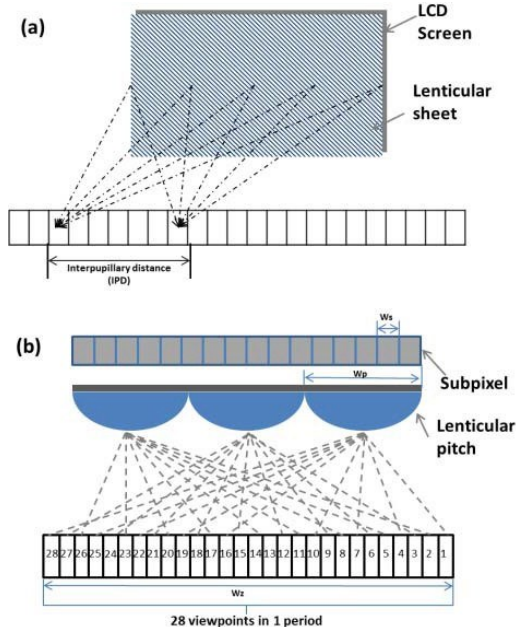 (a)
LCD
Screen
Lenticular
sheet
Interpupillary distance
(IPD)
(b)
Ws
Wp
Subpixel
Lenticular
pitch
28 27 26 25 24 23 22 21 20 19 18 17 16 15 14 13 12 11 10 9 8 7 6 5 4 3 2 1
Wz
28 viewpoints in 1 period